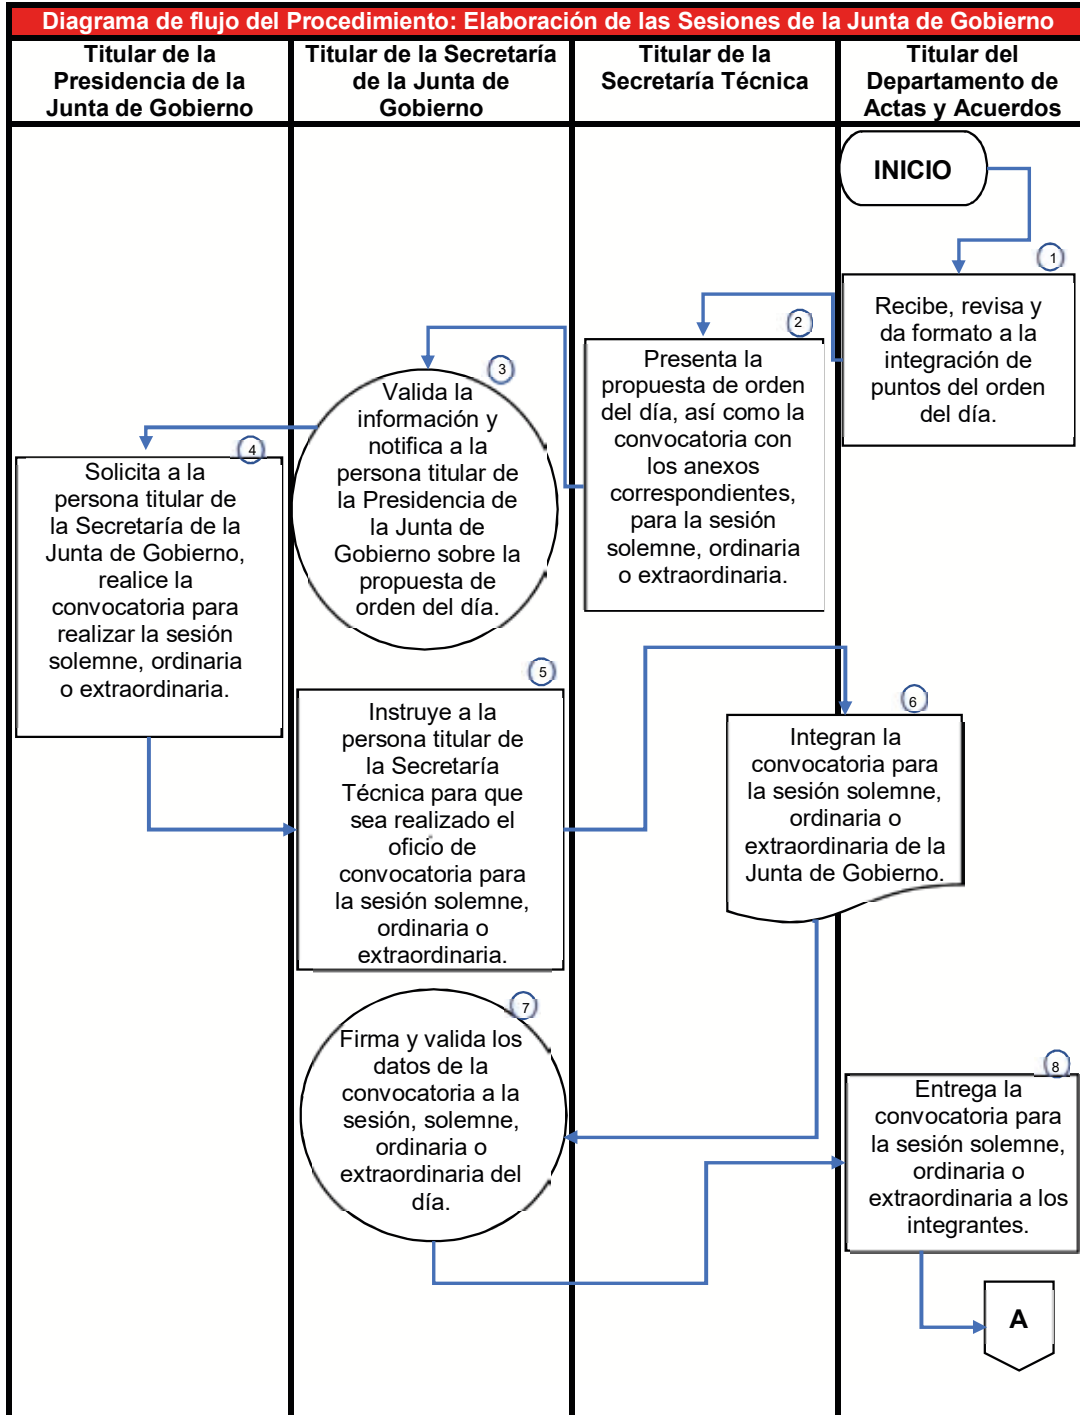 Diagrama de flujo del Procedimiento: Elaboración de las Sesiones de la Junta de Gobierno
Titular de la
Presidencia de la
Junta de Gobierno
Titular de la Secretaría
de la Junta de
Gobierno
Titular de la
Secretaría Técnica
Titular del
Departamento de
Actas y Acuerdos
INICIO
1
Recibe, revisa y
da formato a la
integración de
puntos del orden
del día.
2
Presenta la
propuesta de orden
del día, así como la
convocatoria con
los anexos
correspondientes,
para la sesión
solemne, ordinaria
o extraordinaria.
3
Valida la
información y
notifica a la
persona titular de
la Presidencia de
la Junta de
Gobierno sobre la
propuesta de
orden del día.
4
Solicita a la
persona titular de
la Secretaría de la
Junta de Gobierno,
realice la
convocatoria para
realizar la sesión
solemne, ordinaria
o extraordinaria.
5
Instruye a la
persona titular de
la Secretaría
Técnica para que
sea realizado el
oficio de
convocatoria para
la sesión solemne,
ordinaria o
extraordinaria.
6
Integran la
convocatoria para
la sesión solemne,
ordinaria o
extraordinaria de la
Junta de Gobierno.
7
Firma y valida los
datos de la
convocatoria a la
sesión, solemne,
ordinaria o
extraordinaria del
día.
8
Entrega la
convocatoria para
la sesión solemne,
ordinaria o
extraordinaria a los
integrantes.
A